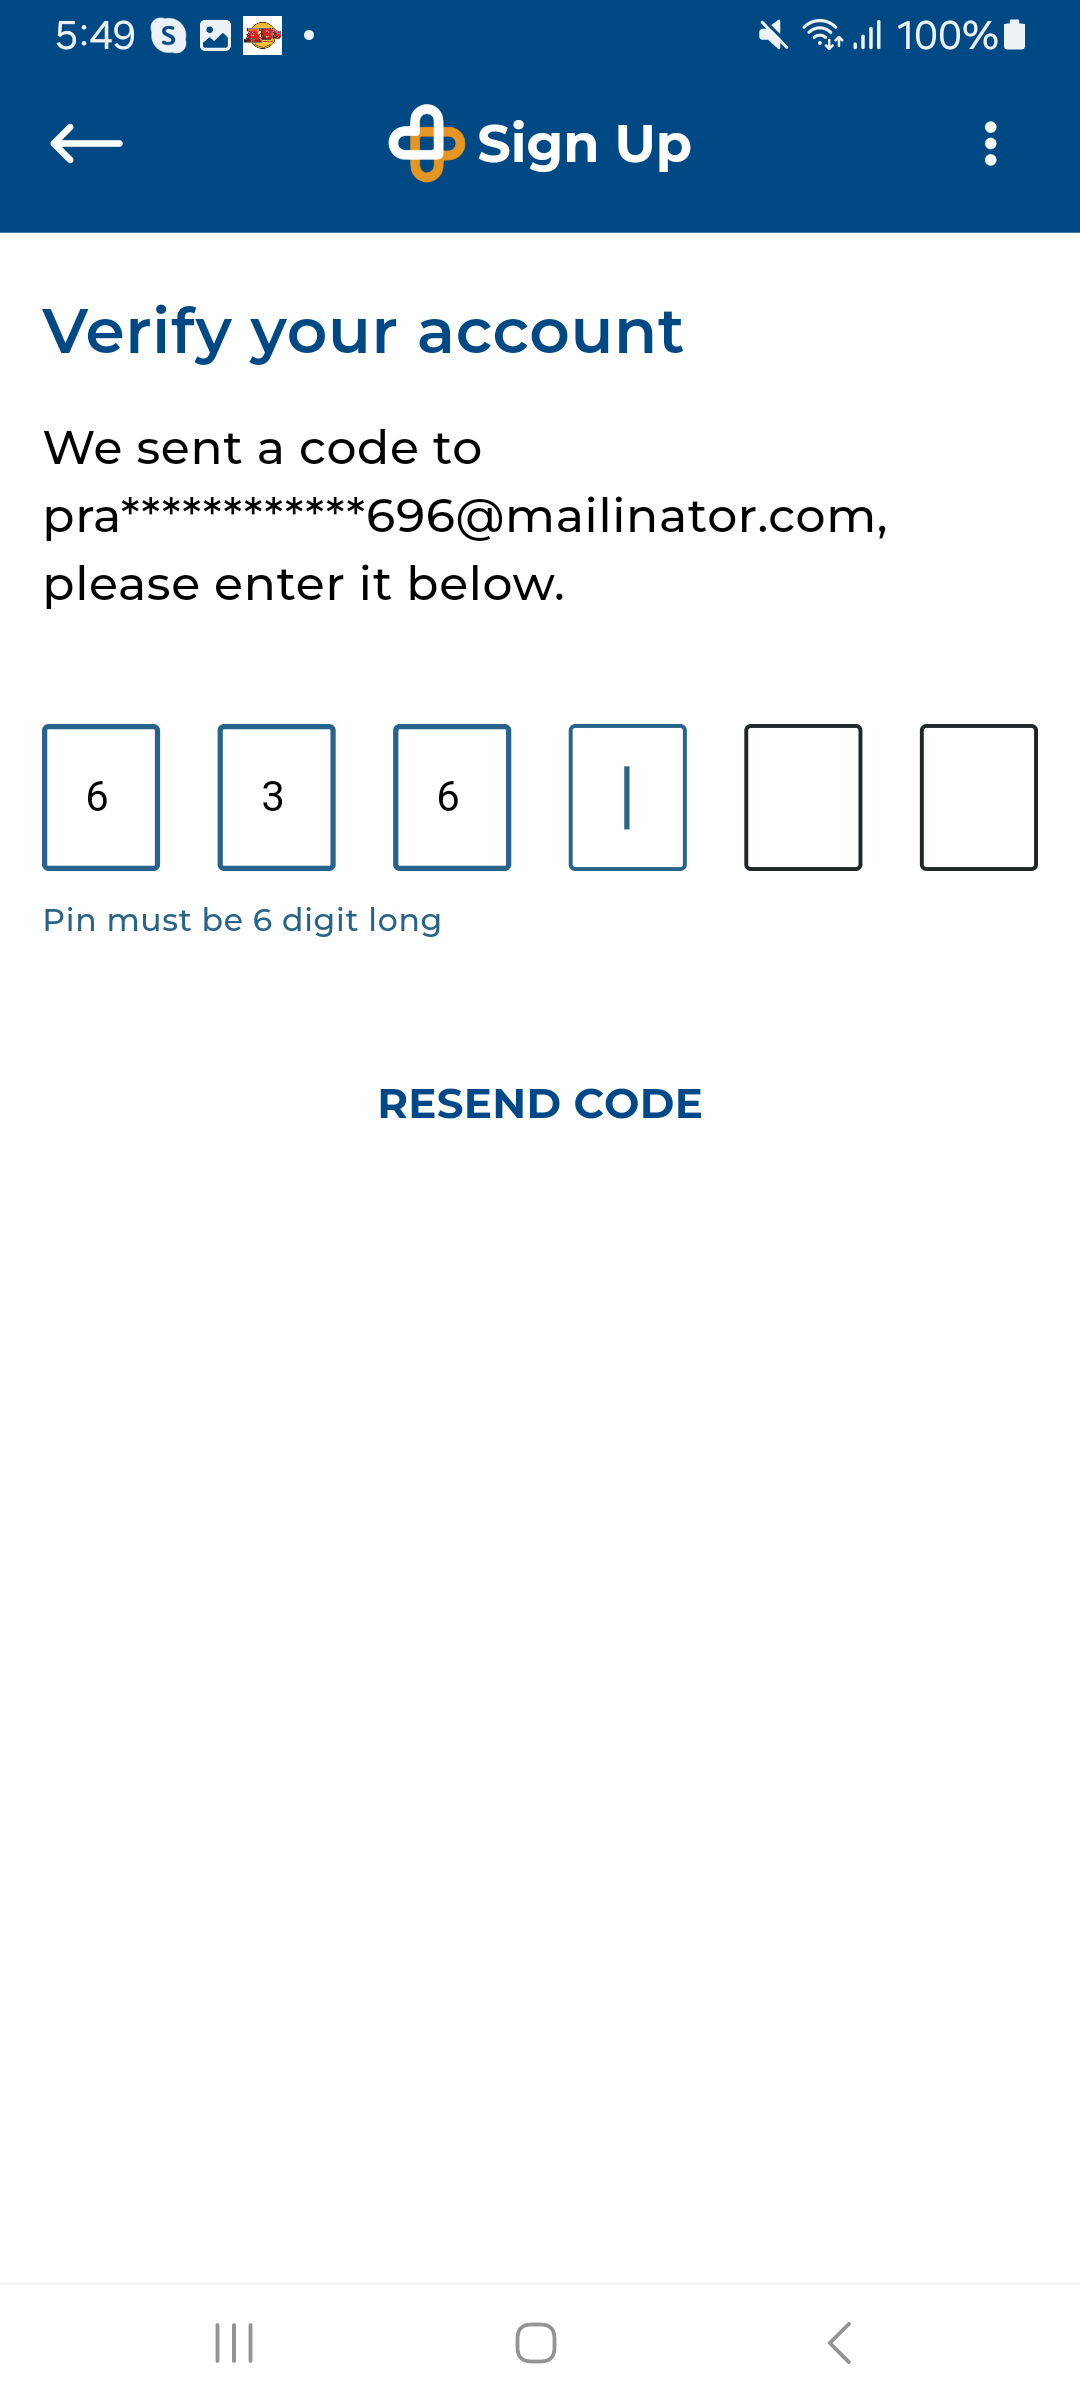 5:49 S ABs 100%
Sign Up
Verify your account
We sent a code to
pra************696@mailinator.com,
please enter it below.
6 3 6
Pin must be 6 digit long
RESEND CODE